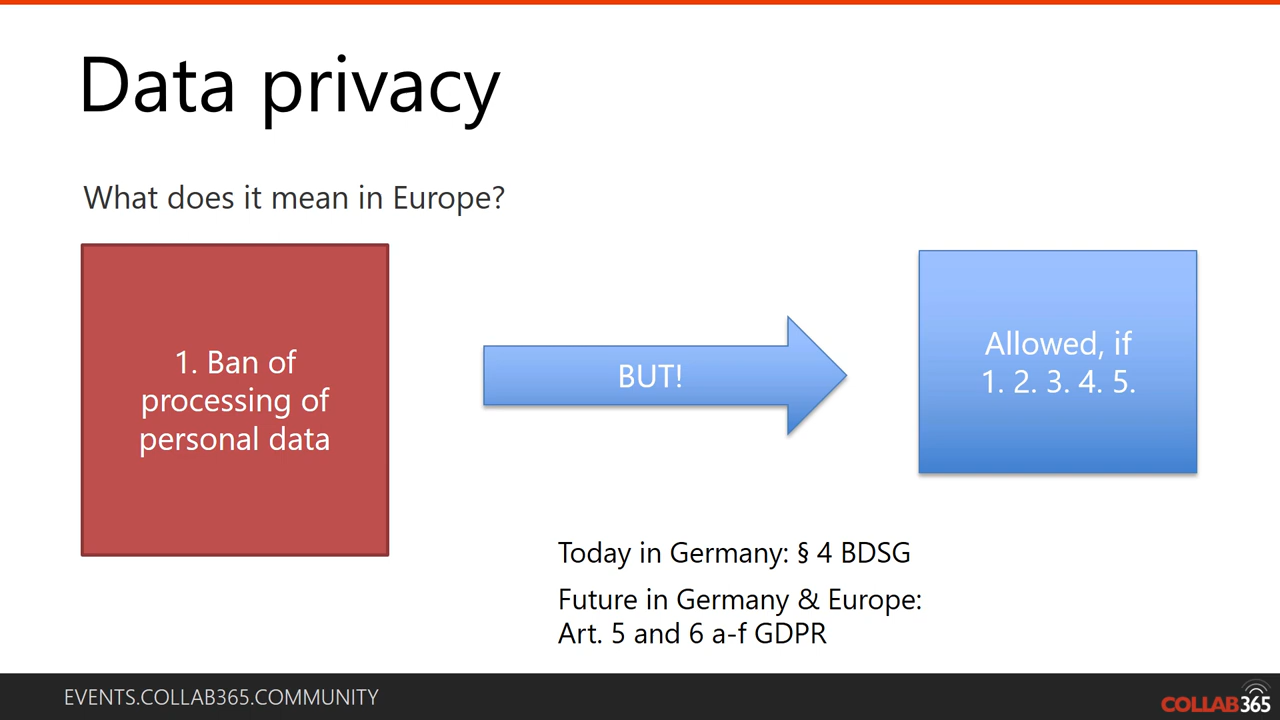 Data privacy
What does it mean in Europe?
1. Ban of
processing of
personal data
BUT!
Allowed, if
1. 2. 3. 4. 5.
Today in Germany: § 4 BDSG
Future in Germany & Europe:
Art. 5 and 6 a-f GDPR
EVENTS.COLLAB365.COMMUNITY
COLLAB365